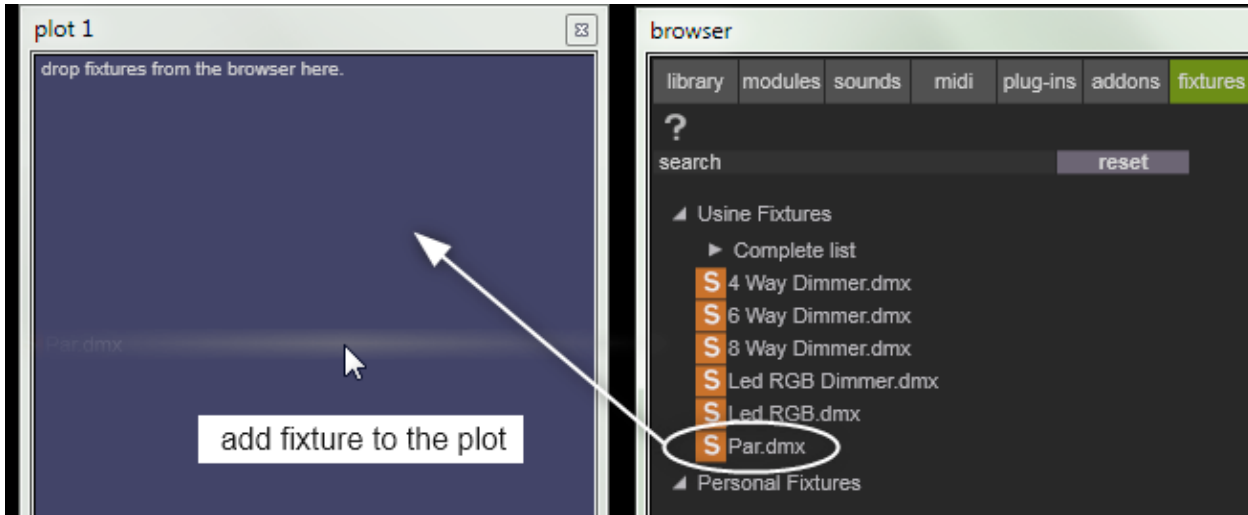 plot 1
drop fixtures from the browser here.
Par.dmx
add fixture to the plot
browser
library modules sounds midi plug-ins addons fixtures
?
search reset
Usine Fixtures
Complete list
S 4 Way Dimmer.dmx
S 6 Way Dimmer.dmx
S 8 Way Dimmer.dmx
S Led RGB Dimmer.dmx
S Led RGB.dmx
S Par.dmx
Personal Fixtures